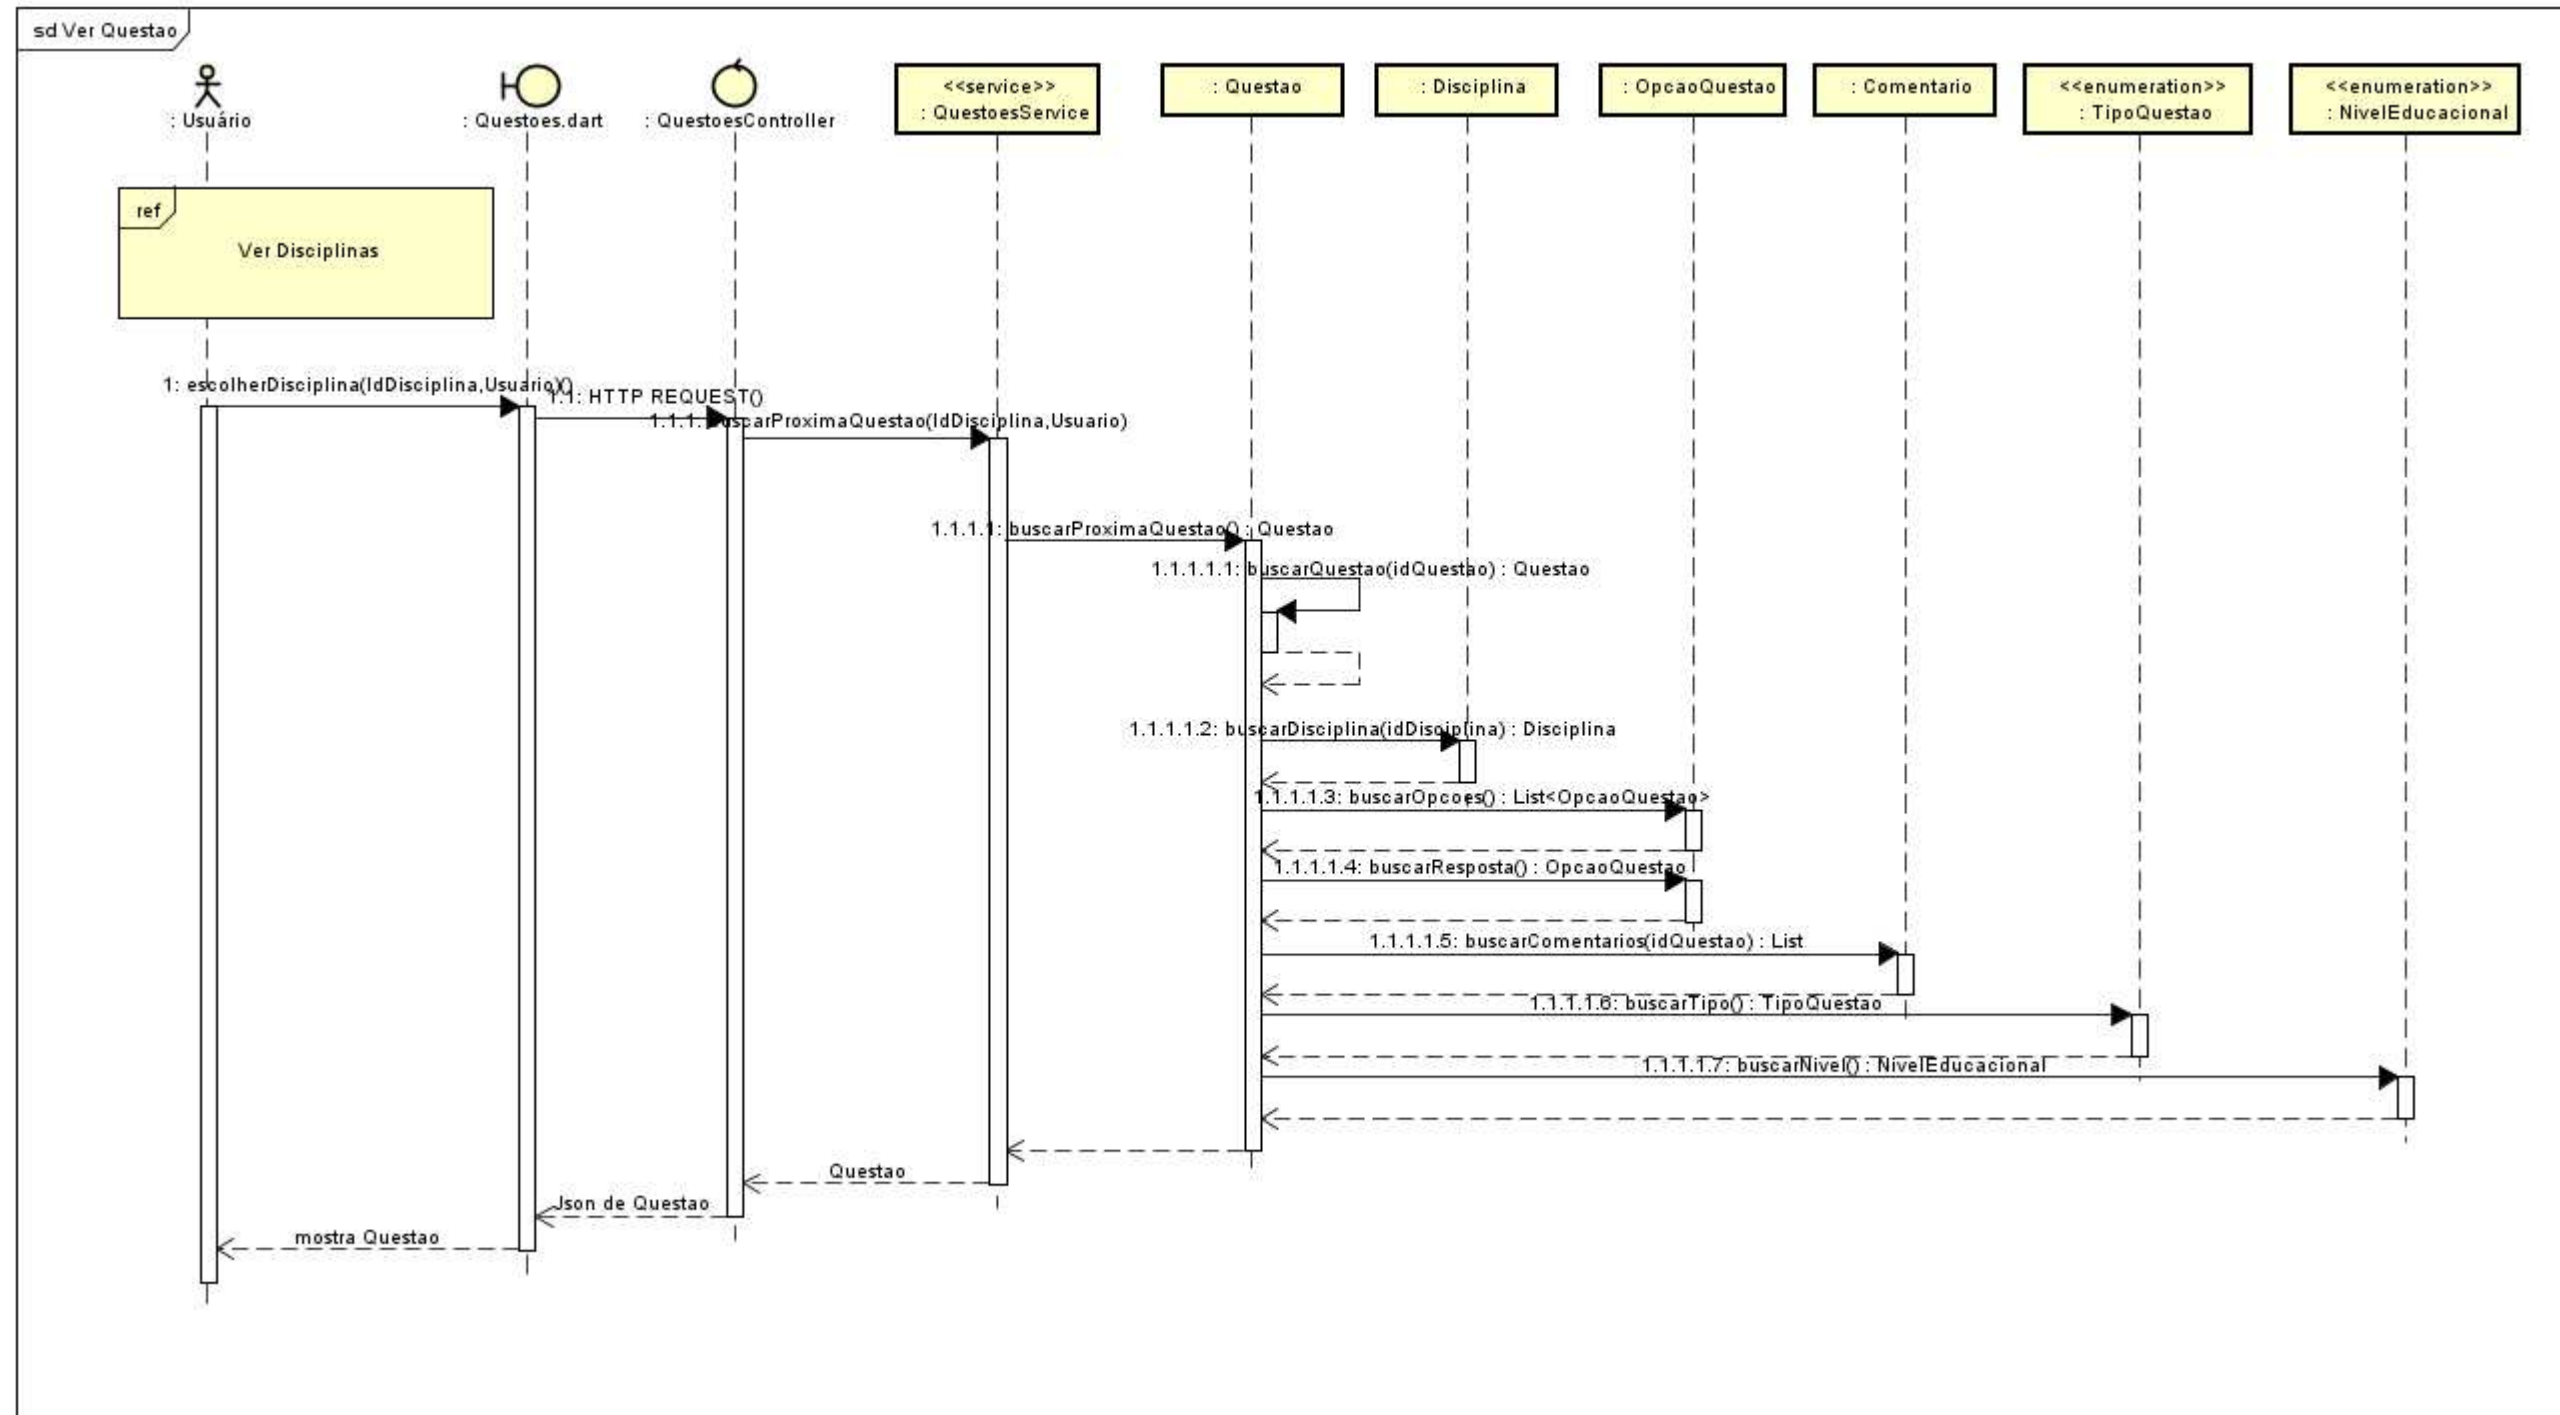 sd Ver Questao
: Usuário
: Questoes.dart
: QuestoesController
<<service>>
: QuestoesService
: Questao
: Disciplina
: OpcaoQuestao
: Comentario
<<enumeration>>
: TipoQuestao
<<enumeration>>
: NivelEducacional
ref
Ver Disciplinas
1: escolherDisciplina(IdDisciplina,Usuario)()
1.1: HTTP REQUEST()
1.1.1: buscarProximaQuestao(IdDisciplina,Usuario)
1.1.1.1: buscarProximaQuestao() : Questao
1.1.1.1.1: buscarQuestao(idQuestao) : Questao
1.1.1.1.2: buscarDisciplina(idDisciplina) : Disciplina
1.1.1.1.3: buscarOpcoes() : List<OpcaoQuestao>
1.1.1.1.4: buscarResposta() : OpcaoQuestao
1.1.1.1.5: buscarComentarios(idQuestao) : List
1.1.1.1.6: buscarTipo() : TipoQuestao
1.1.1.1.7: buscarNivel() : NivelEducacional
Questao
Json de Questao
mostra Questao